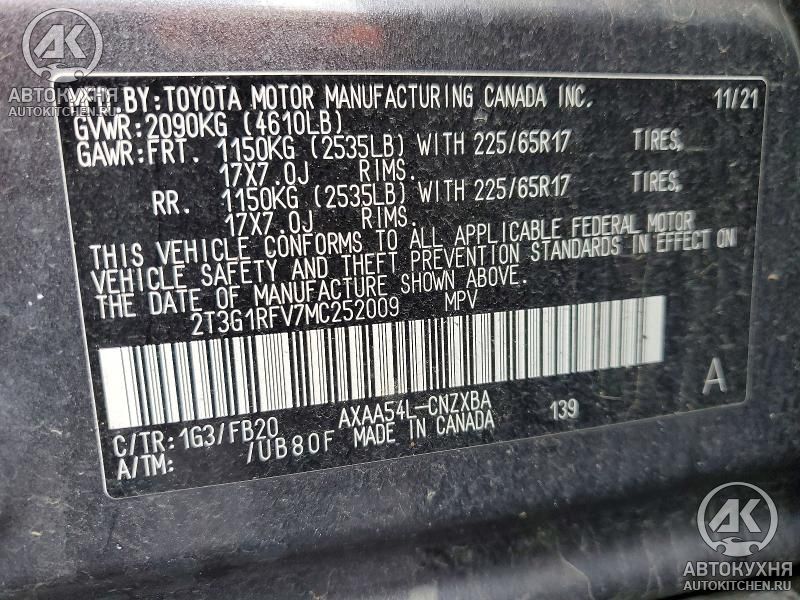 АК
АВТОКУХНЯ
AUTOKITCHEN.RU
MFD. BY: TOYOTA MOTOR MANUFACTURING CANADA INC. 11/21
GVWR: 2090KG (4610LB)
GAWR: FRT. 1150KG (2535LB) WITH 225/65R17 TIRES,
17X7.0J RIMS.
RR. 1150KG (2535LB) WITH 225/65R17 TIRES,
17X7.0J RIMS.
THIS VEHICLE CONFORMS TO ALL APPLICABLE FEDERAL MOTOR
VEHICLE SAFETY AND THEFT PREVENTION STANDARDS IN EFFECT ON
THE DATE OF MANUFACTURE SHOWN ABOVE.
2T3G1RFV7MC252009 MPV
A
C/TR: 1G3/FB20 AXAA54L-CNZXBA 139
A/TM: /UB80F MADE IN CANADA
АК
АВТОКУХНЯ
AUTOKITCHEN.RU